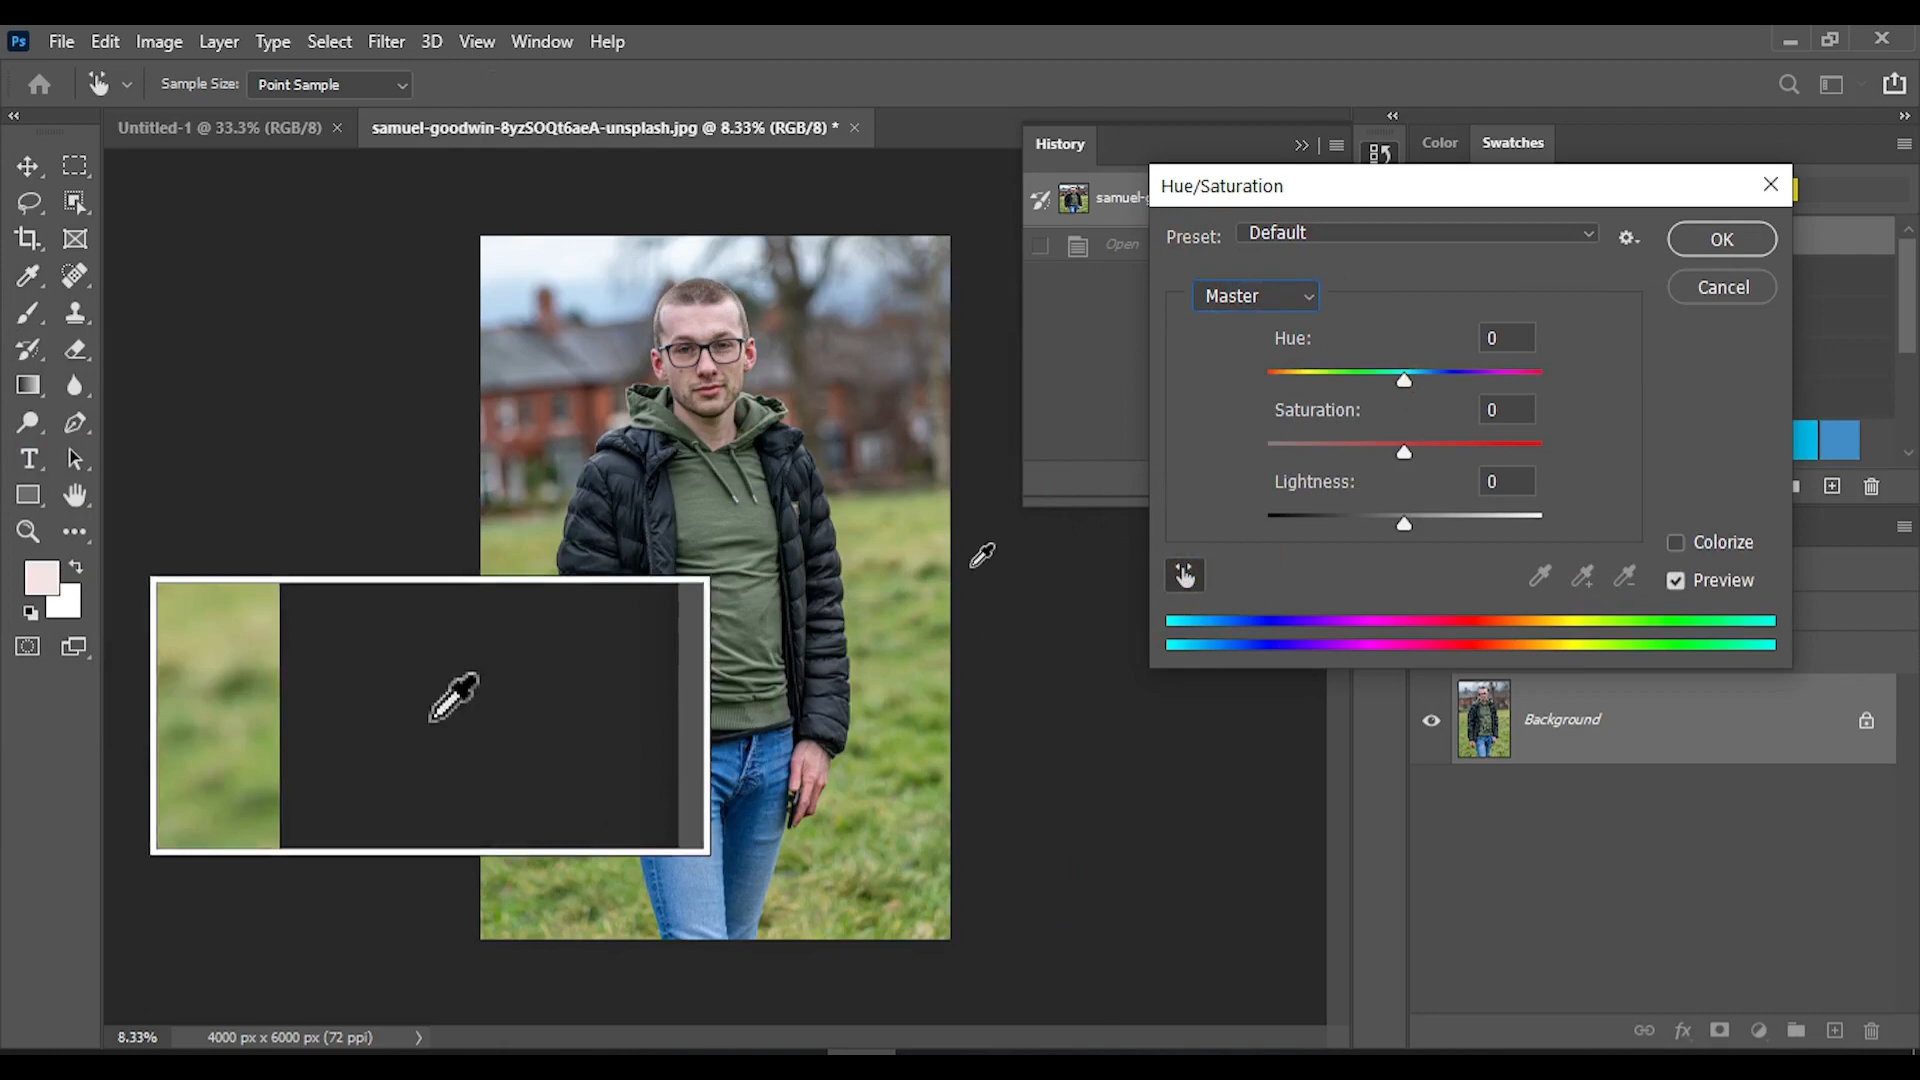 Ps File Edit Image Layer Type Select Filter 3D View Window Help
Sample Size: Point Sample
Untitled-1 @ 33.3% (RGB/8)
samuel-goodwin-8yzSOQt6aeA-unsplash.jpg @ 8.33% (RGB/8) *
History
samuel-g
Open
Color
Swatches
Hue/Saturation
Preset: Default
OK
Cancel
Master
Hue: 0
Saturation: 0
Lightness: 0
Colorize
Preview
Background
T
fx
8.33%
4000 px x 6000 px (72 ppi)